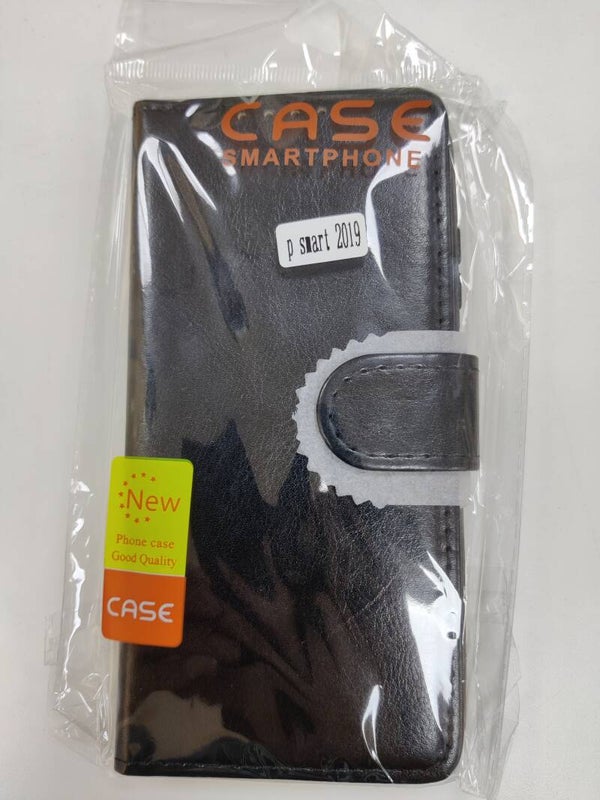 CASE
SMARTPHONE
p smart 2019
New
Phone case
Good Quality
CASE